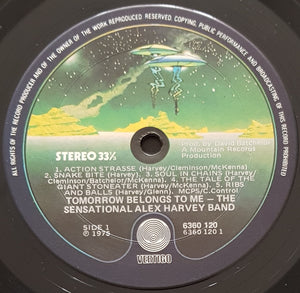 ALL RIGHTS OF THE RECORD PRODUCER AND OF THE OWNER OF THE WORK REPRODUCED RESERVED. COPYING, PUBLIC PERFORMANCE AND BROADCASTING OF THIS RECORD PROHIBITED.
Prod. by David Batchelor
A Mountain Records
Production
STEREO 33⅓
1. ACTION STRASSE (Harvey/Cleminson/McKenna)
2. SNAKE BITE (Harvey). 3. SOUL IN CHAINS (Harvey/
Cleminson/Batchelor/McKenna). 4. THE TALE OF THE
GIANT STONEATER (Harvey/McKenna). 5. RIBS
AND BALLS (Harvey/Glenn). MCPS/C.Control
TOMORROW BELONGS TO ME – THE
SENSATIONAL ALEX HARVEY BAND
SIDE 1
℗ 1975
6360 120
6360 120 1
VERTIGO